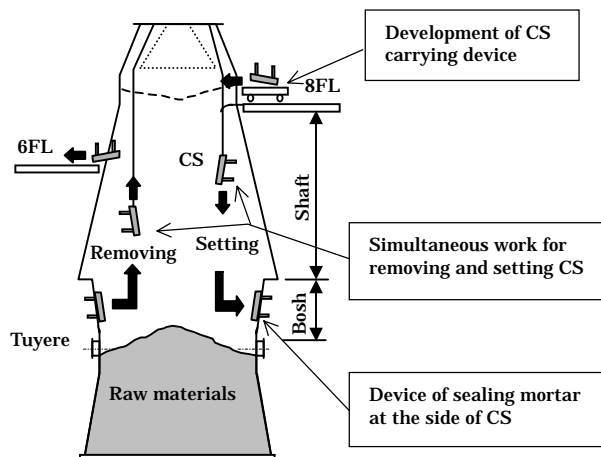 Development of CS
carrying device
8FL
6FL
CS
Shaft
Removing
Setting
Simultaneous work for
removing and setting CS
Bosh
Tuyere
Raw materials
Device of sealing mortar
at the side of CS